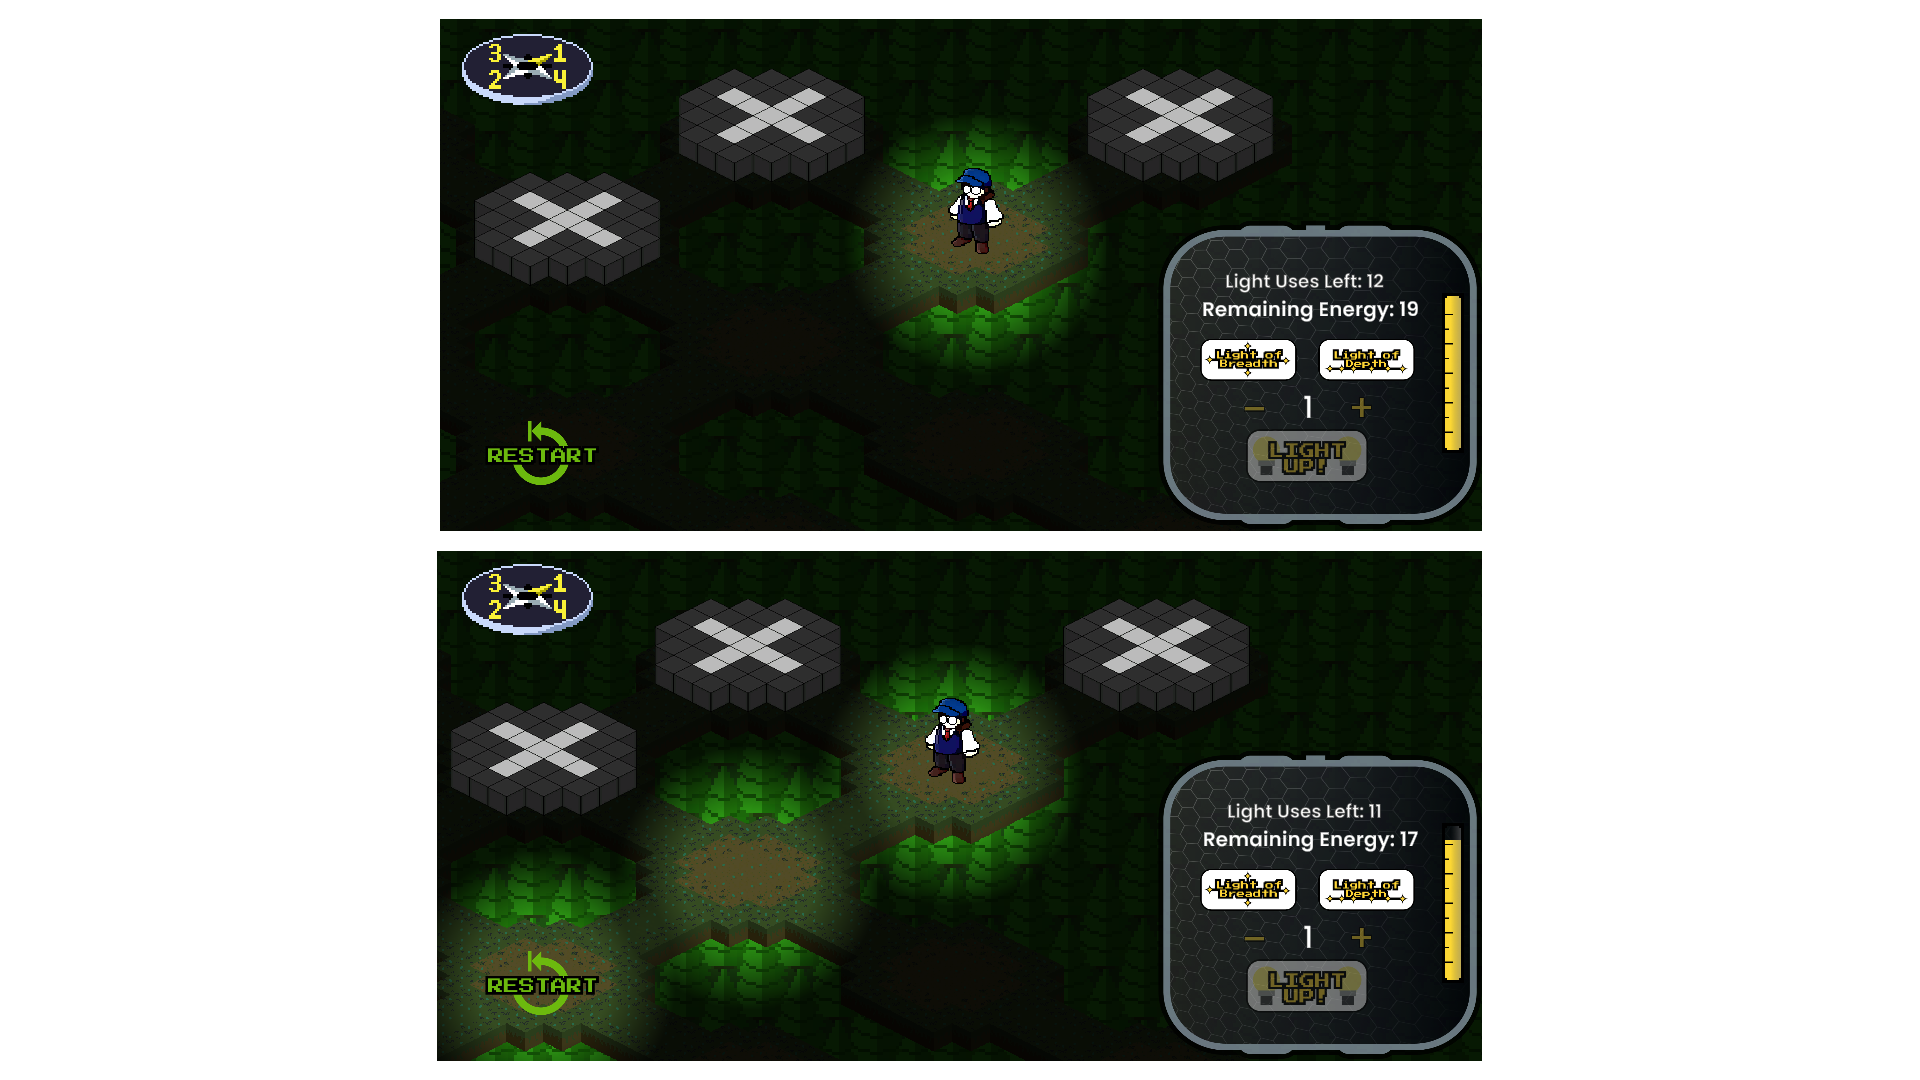 3 1
2 4
Light Uses Left: 12
Remaining Energy: 19
Light of Breadth
Light of Depth
1
LIGHT UP!
RESTART
3 1
2 4
Light Uses Left: 11
Remaining Energy: 17
Light of Breadth
Light of Depth
1
LIGHT UP!
RESTART